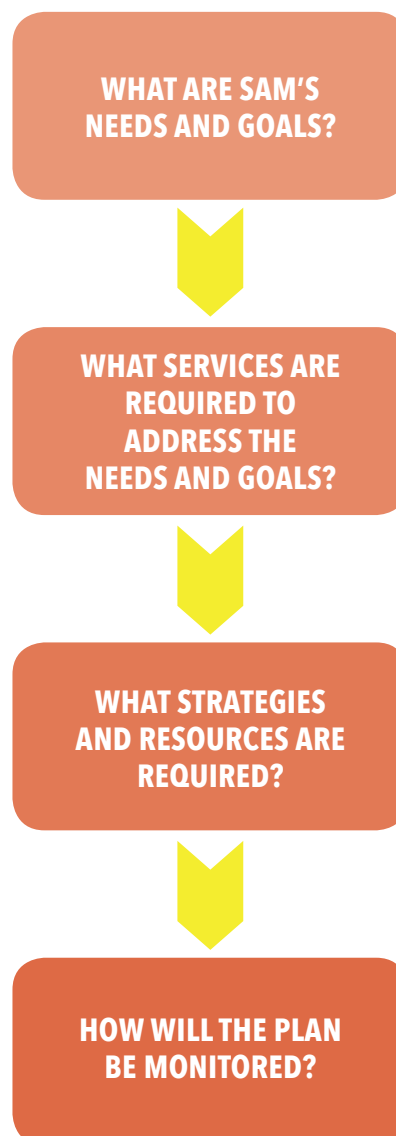 WHAT ARE SAM'S
NEEDS AND GOALS?
WHAT SERVICES ARE
REQUIRED TO
ADDRESS THE
NEEDS AND GOALS?
WHAT STRATEGIES
AND RESOURCES ARE
REQUIRED?
HOW WILL THE PLAN
BE MONITORED?